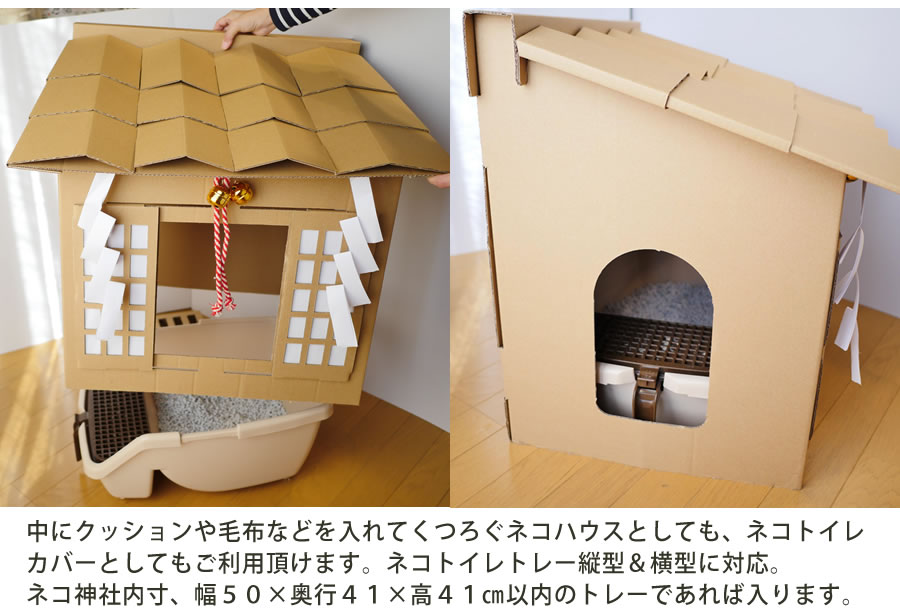 中にクッションや毛布などを入れてくつろぐネコハウスとしても、ネコトイレ
カバーとしてもご利用頂けます。ネコトイレトレー縦型＆横型に対応。
ネコ神社内寸、幅５０×奥行４１×高４１㎝以内のトレーであれば入ります。